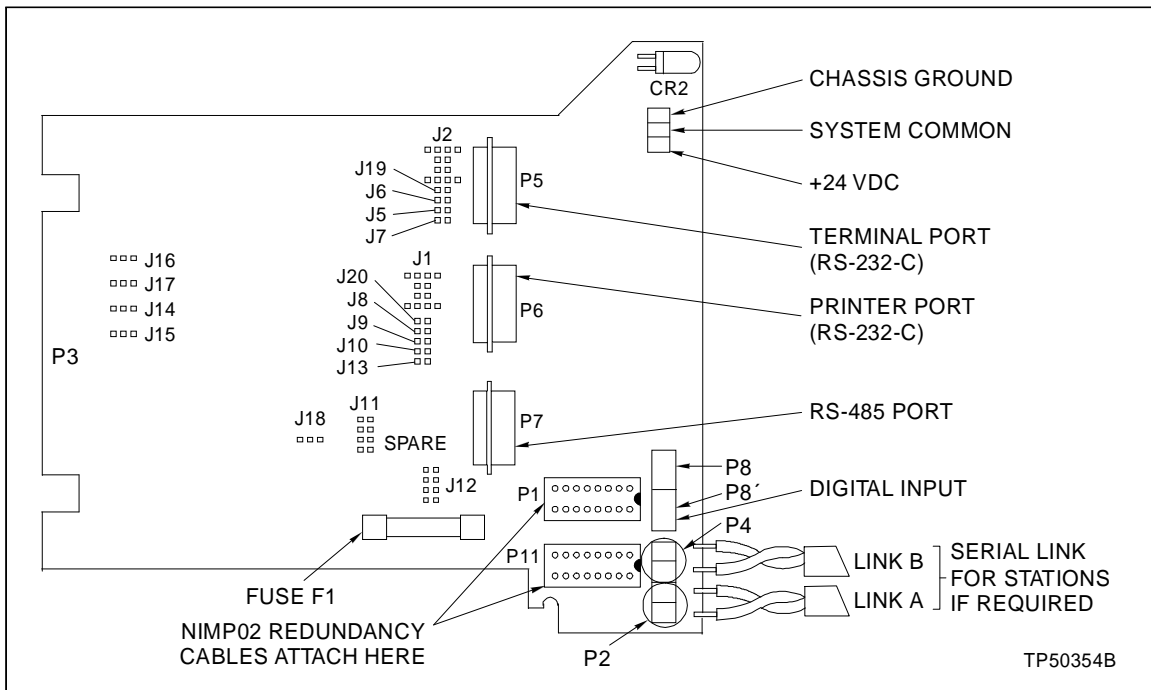 CR2
CHASSIS GROUND
SYSTEM COMMON
+24 VDC
J2
J19
J6
J5
J7
P5
TERMINAL PORT
(RS-232-C)
J16
J17
J14
J15
P3
J1
J20
J8
J9
J10
J13
P6
PRINTER PORT
(RS-232-C)
J18
J11
SPARE
P7
RS-485 PORT
J12
P1
P8
P8´
DIGITAL INPUT
P4
P11
LINK B
LINK A
SERIAL LINK
FOR STATIONS
IF REQUIRED
FUSE F1
NIMP02 REDUNDANCY
CABLES ATTACH HERE
P2
TP50354B